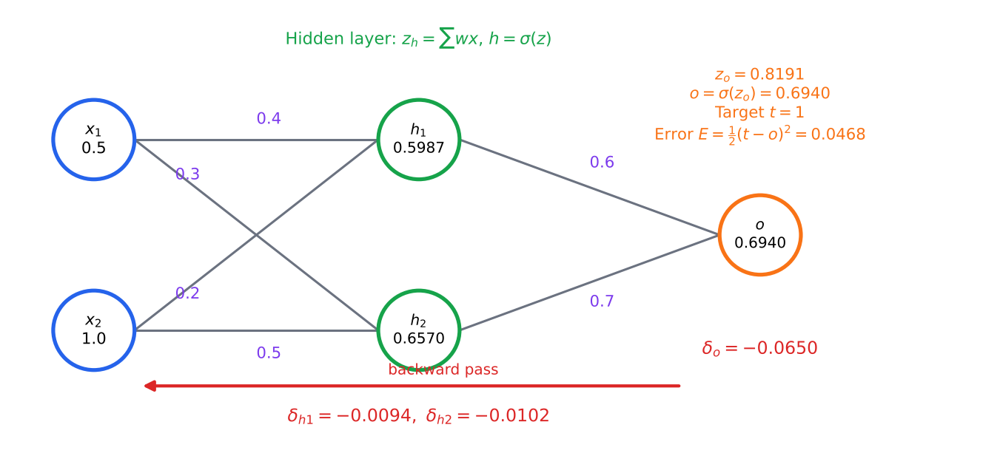 Hidden layer: z_h = ∑wx, h = σ(z)
z_o = 0.8191
o = σ(z_o) = 0.6940
Target t = 1
Error E = ½(t − o)² = 0.0468
x₁
0.5
0.4
h₁
0.5987
0.3
0.6
o
0.6940
0.2
0.7
x₂
1.0
0.5
h₂
0.6570
δ_o = −0.0650
backward pass
δ_h1 = −0.0094, δ_h2 = −0.0102